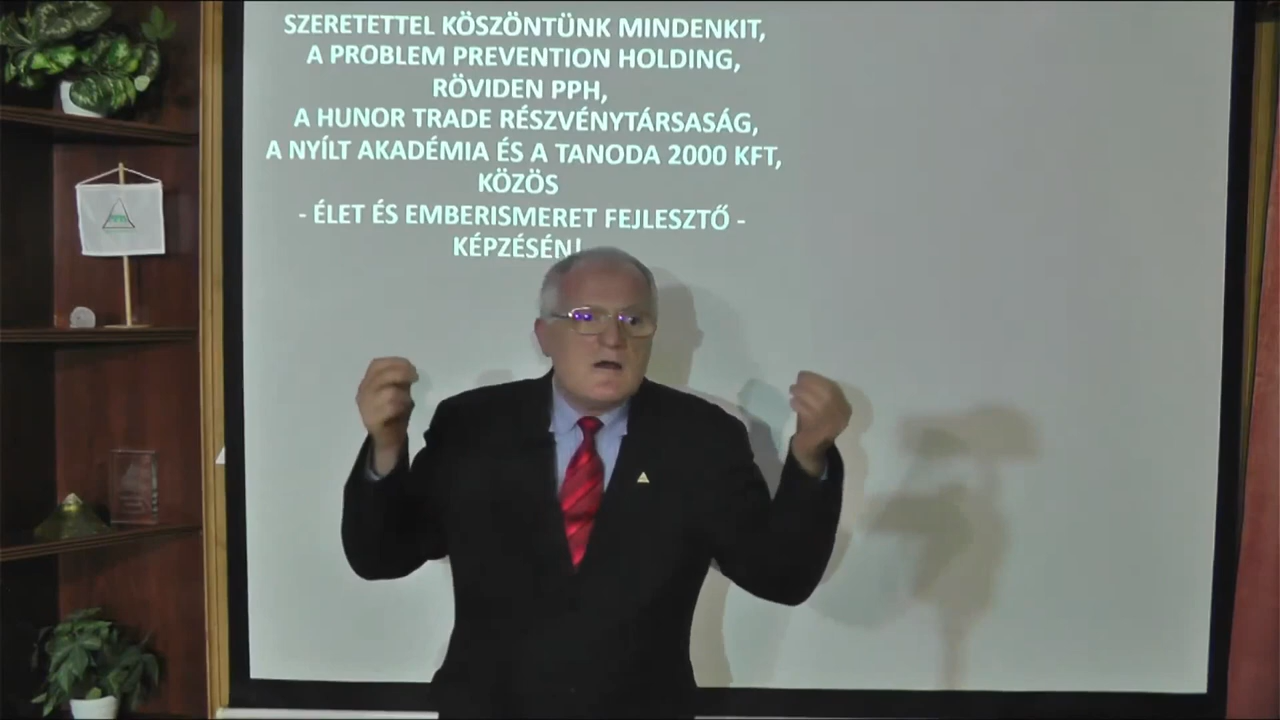 SZERETETTEL KÖSZÖNTÜNK MINDENKIT,
A PROBLEM PREVENTION HOLDING,
RÖVIDEN PPH,
A HUNOR TRADE RÉSZVÉNYTÁRSASÁG,
A NYÍLT AKADÉMIA ÉS A TANODA 2000 KFT,
KÖZÖS
- ÉLET ÉS EMBERISMERET FEJLESZTŐ -
KÉPZÉSÉN!